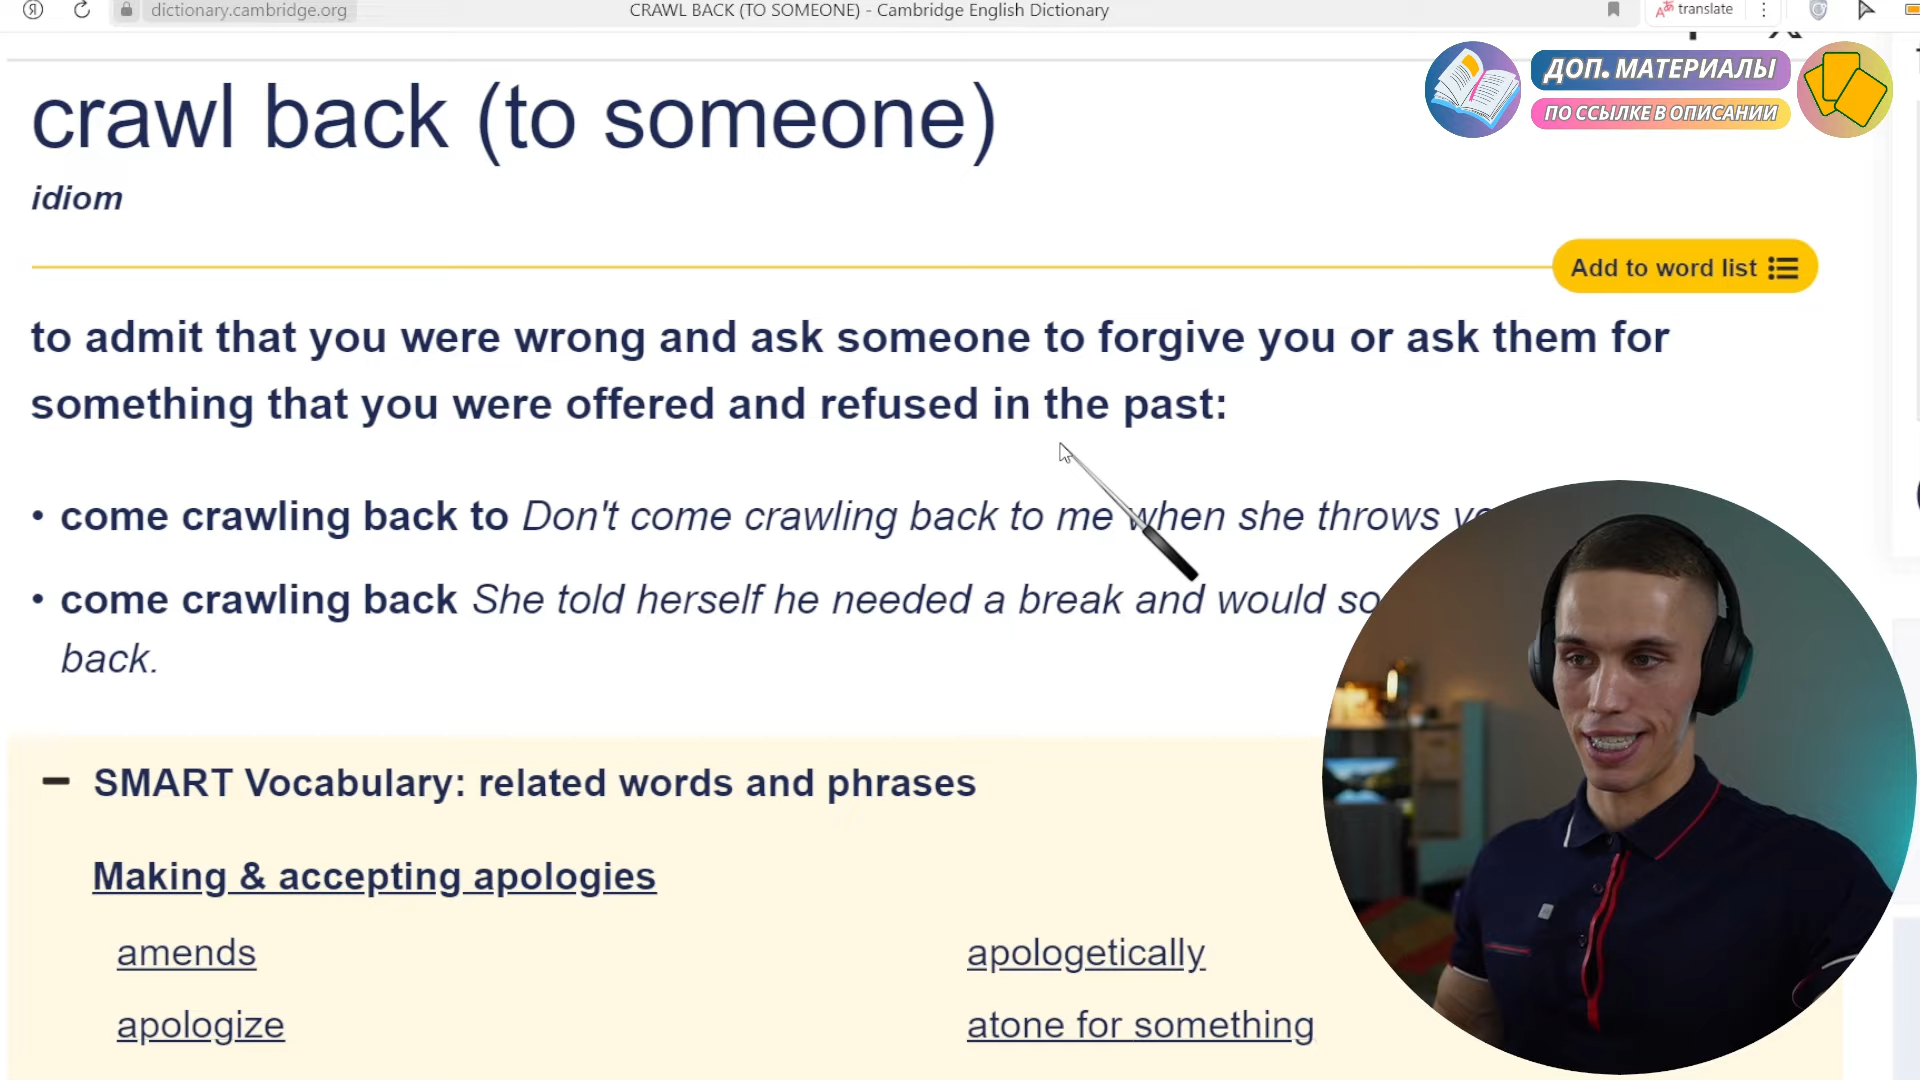 dictionary.cambridge.org
CRAWL BACK (TO SOMEONE) - Cambridge English Dictionary
translate
ДОП. МАТЕРИАЛЫ
ПО ССЫЛКЕ В ОПИСАНИИ
crawl back (to someone)
idiom
Add to word list
to admit that you were wrong and ask someone to forgive you or ask them for
something that you were offered and refused in the past:
• come crawling back to Don't come crawling back to me when she throws
• come crawling back She told herself he needed a break and would
back.
SMART Vocabulary: related words and phrases
Making & accepting apologies
amends
apologetically
apologize
atone for something